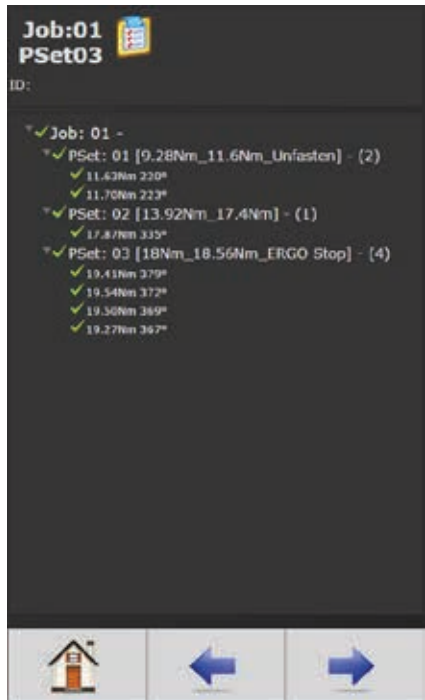 Job:01
PSet03
ID:
Job: 01 -
PSet: 01 [9.28Nm_11.6Nm_Unfasten] - (2)
11.63Nm 220°
11.70Nm 223°
PSet: 02 [13.92Nm_17.4Nm] - (1)
17.87Nm 335°
PSet: 03 [18Nm_18.56Nm_ERGO Stop] - (4)
19.41Nm 379°
19.54Nm 372°
19.50Nm 369°
19.27Nm 367°